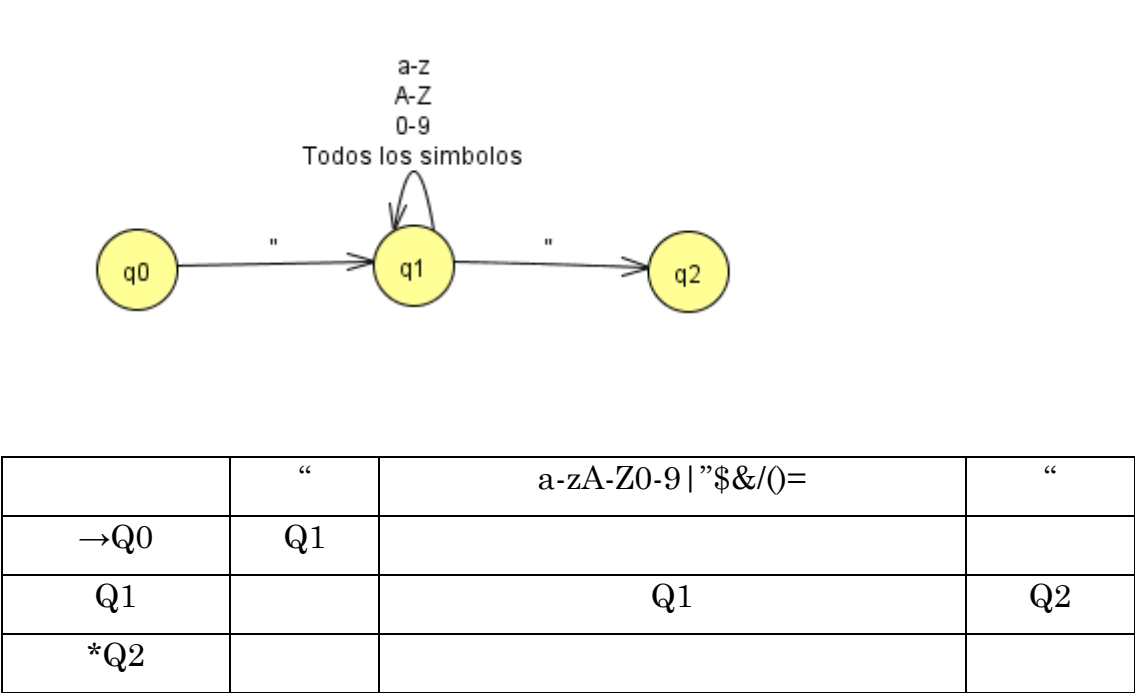 a-z
A-Z
0-9
Todos los simbolos
" "
q0 q1 q2
“ a-zA-Z0-9|”$&/()= “
→Q0 Q1
Q1 Q1 Q2
*Q2